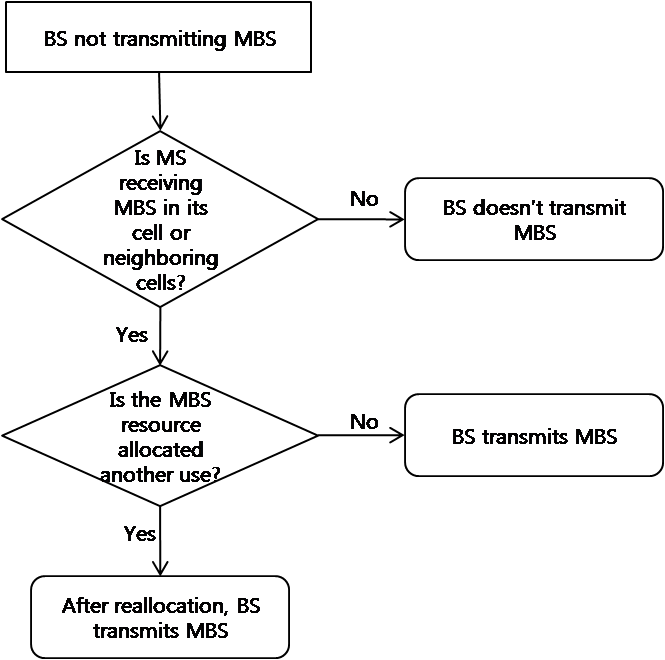 BS not transmitting MBS
Is MS
receiving
MBS in its
cell or
neighboring
cells?
No
BS doesn't transmit
MBS
Yes
Is the MBS
resource
allocated
another use?
No
BS transmits MBS
Yes
After reallocation, BS
transmits MBS